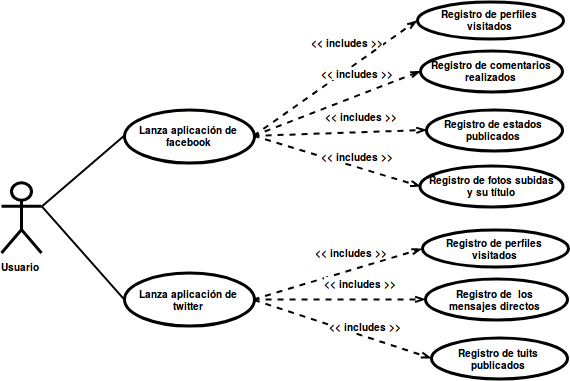 Registro de perfiles
visitados
<< includes >>
Registro de comentarios
realizados
<< includes >>
Lanza aplicación de
facebook
<< includes >>
Registro de estados
publicados
<< includes >>
Registro de fotos subidas
y su título
Usuario
Registro de perfiles
visitados
<< includes >>
Lanza aplicación de
twitter
<< includes >>
Registro de los
mensajes directos
<< includes >>
Registro de tuits
publicados